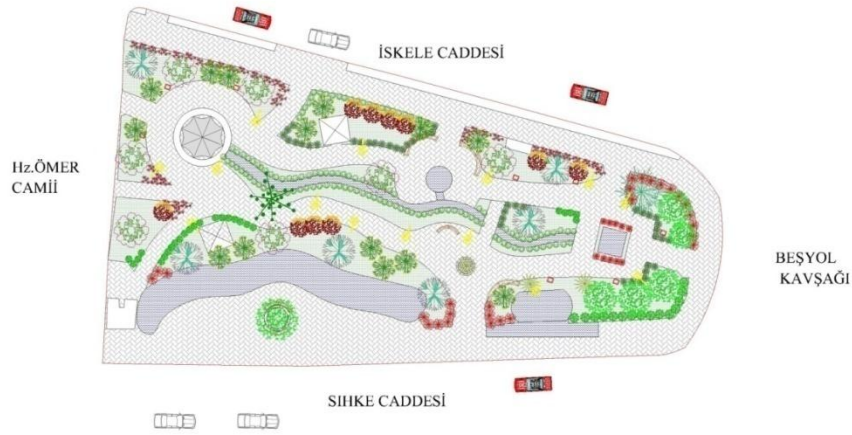 İSKELE CADDESİ
Hz.ÖMER
CAMİİ
BEŞYOL
KAVŞAĞI
SIHKE CADDESİ